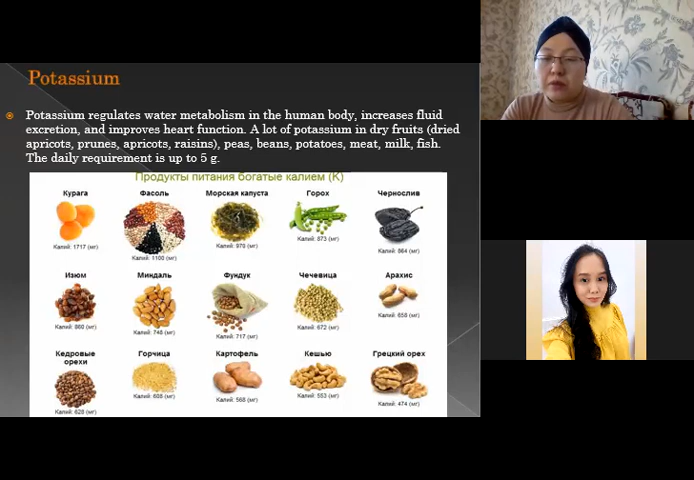 Potassium
Potassium regulates water metabolism in the human body, increases fluid
excretion, and improves heart function. A lot of potassium in dry fruits (dried
apricots, prunes, apricots, raisins), peas, beans, potatoes, meat, milk, fish.
The daily requirement is up to 5 g.
Продукты питания богатые калием (K)
Курага Фасоль Морская капуста Горох Чернослив
Калий: 1717 (мг) Калий: 1100 (мг) Калий: 970 (мг) Калий: 873 (мг) Калий: 864 (мг)
Изюм Миндаль Фундук Чечевица Арахис
Калий: 860 (мг) Калий: 748 (мг) Калий: 717 (мг) Калий: 672 (мг) Калий: 658 (мг)
Кедровые орехи Горчица Картофель Кешью Грецкий орех
Калий: 628 (мг) Калий: 608 (мг) Калий: 568 (мг) Калий: 553 (мг) Калий: 474 (мг)